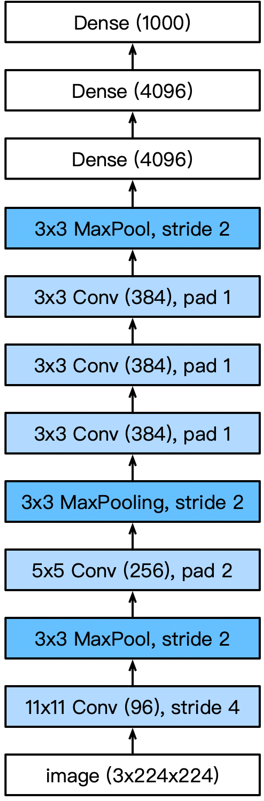 Dense (1000)
Dense (4096)
Dense (4096)
3x3 MaxPool, stride 2
3x3 Conv (384), pad 1
3x3 Conv (384), pad 1
3x3 Conv (384), pad 1
3x3 MaxPooling, stride 2
5x5 Conv (256), pad 2
3x3 MaxPool, stride 2
11x11 Conv (96), stride 4
image (3x224x224)